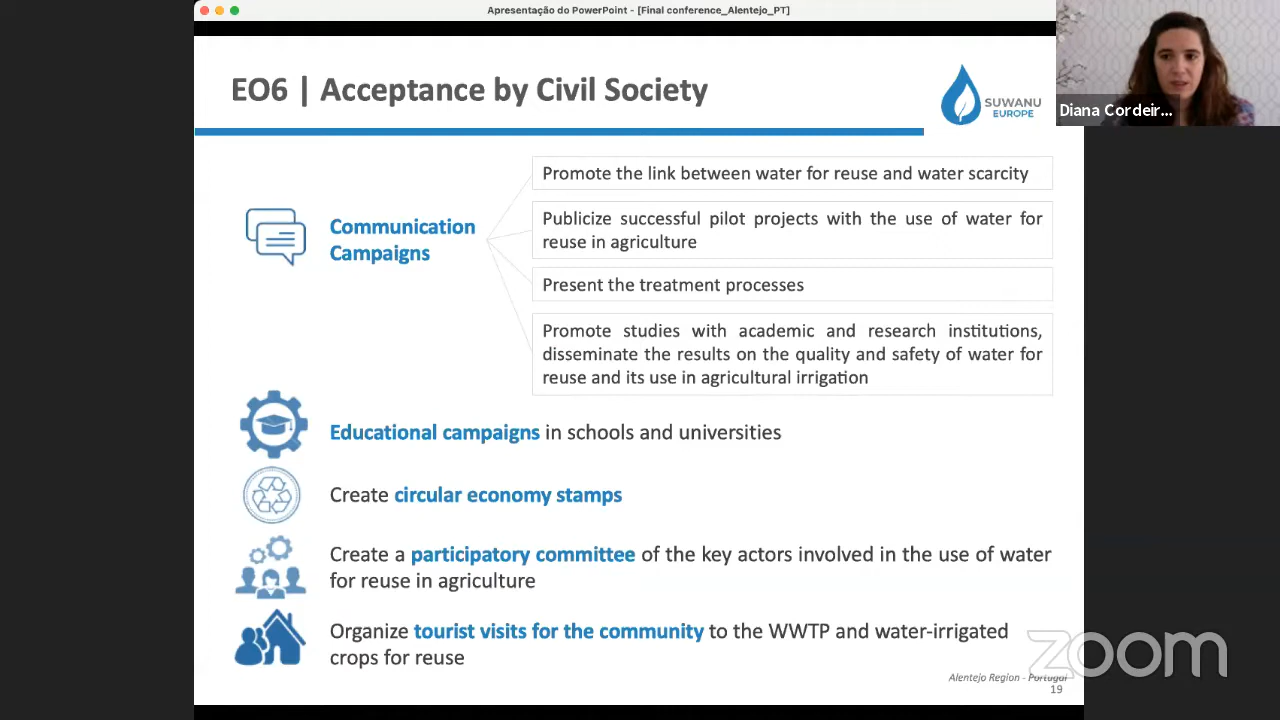 Apresentação do PowerPoint - [Final conference_Alentejo_PT]
EO6 | Acceptance by Civil Society
SUWANU
EUROPE
Diana Cordeir...
Communication
Campaigns
Promote the link between water for reuse and water scarcity
Publicize successful pilot projects with the use of water for
reuse in agriculture
Present the treatment processes
Promote studies with academic and research institutions,
disseminate the results on the quality and safety of water for
reuse and its use in agricultural irrigation
Educational campaigns in schools and universities
Create circular economy stamps
Create a participatory committee of the key actors involved in the use of water
for reuse in agriculture
Organize tourist visits for the community to the WWTP and water-irrigated
crops for reuse
Alentejo Region - Portugal
19
zoom